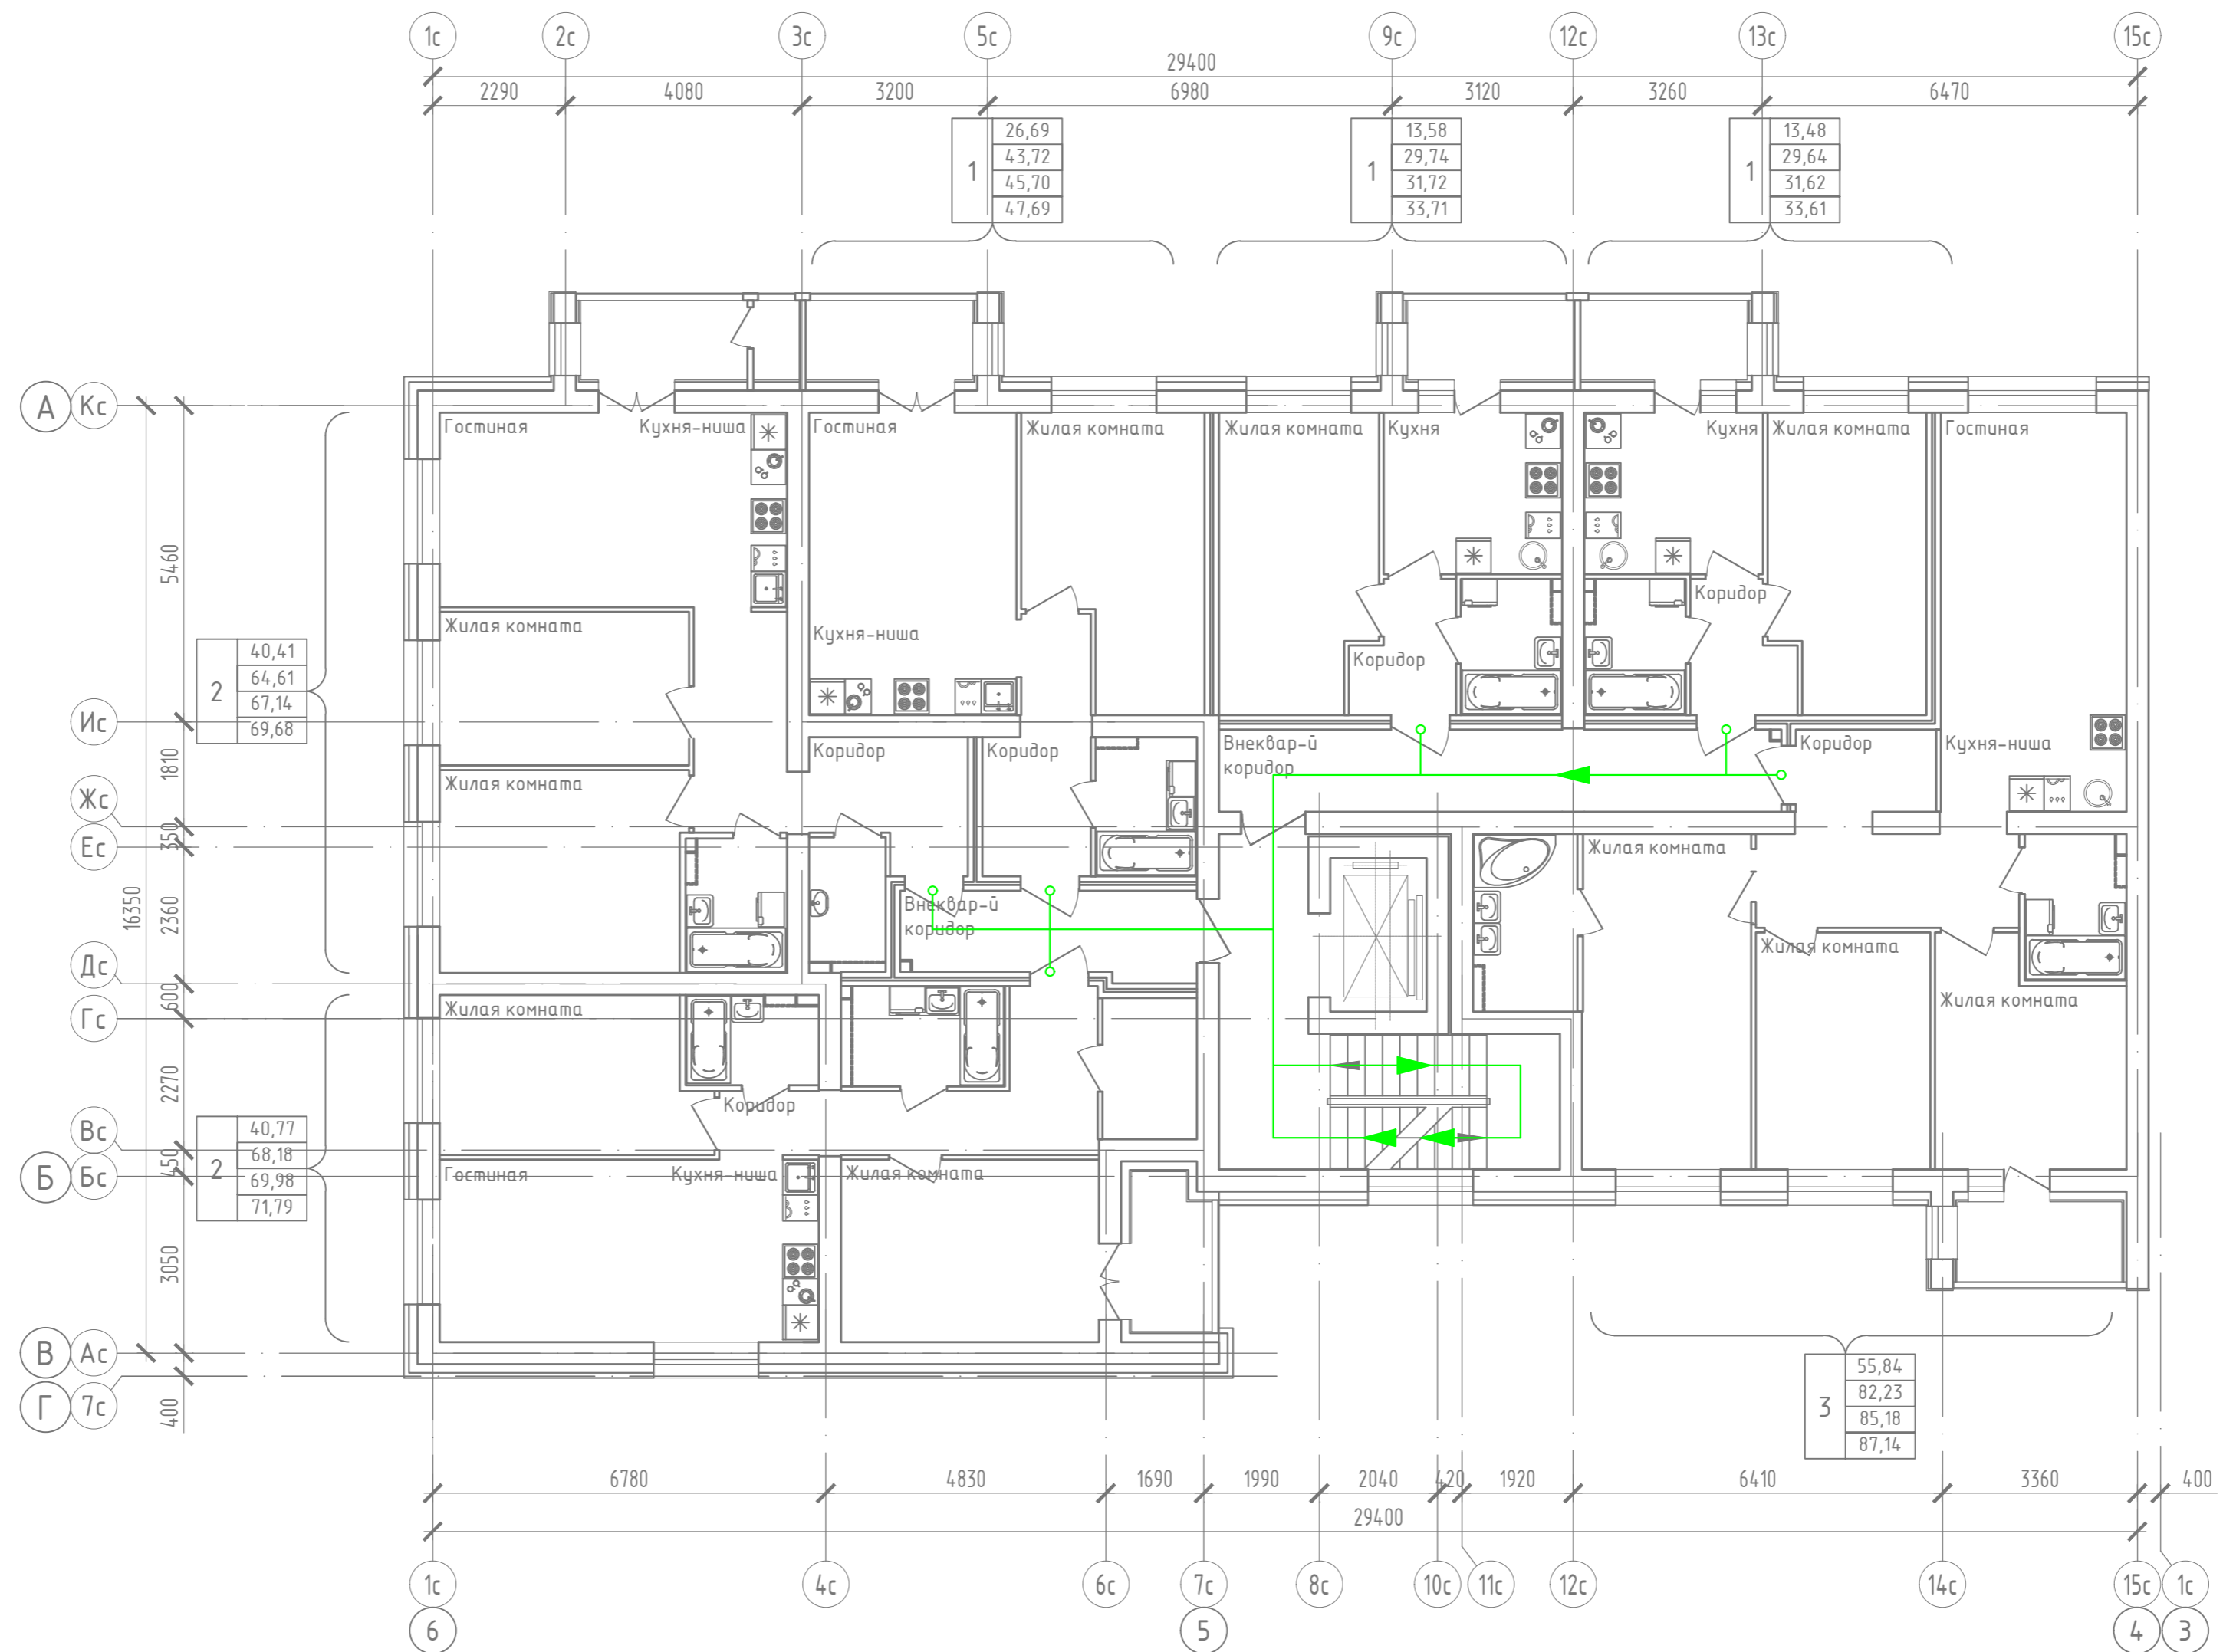 1с 2с 3с 5с 9с 12с 13с 15с
29400
2290 4080 3200 6980 3120 3260 6470
1 26,69
43,72
45,70
47,69
1 13,58
29,74
31,72
33,71
1 13,48
29,64
31,62
33,61
А Кс
Гостиная Кухня-ниша Гостиная Жилая комната Жилая комната Кухня Кухня Жилая комната Гостиная
5460
Жилая комната Кухня-ниша Коридор Коридор
2 40,41
64,61
67,14
69,68
Ис
1810
Коридор Коридор Внеквар-й
коридор
Коридор Кухня-ниша
Жилая комната
Жс
350
Ес
Жилая комната
16350
2360
Внеквар-й
коридор
Жилая комната
Дс
600
Гс
Жилая комната
Жилая комната
2270
Коридор
Вс
450
Б Бс
2 40,77
68,18
69,98
71,79
Гостиная Кухня-ниша Жилая комната
3050
В Ас
Г 7с
400
3 55,84
82,23
85,18
87,14
6780 4830 1690 1990 2040 420 1920 6410 3360 400
29400
1с 4с 6с 7с 8с 10с 11с 12с 14с 15с 1с
6 5 4 3